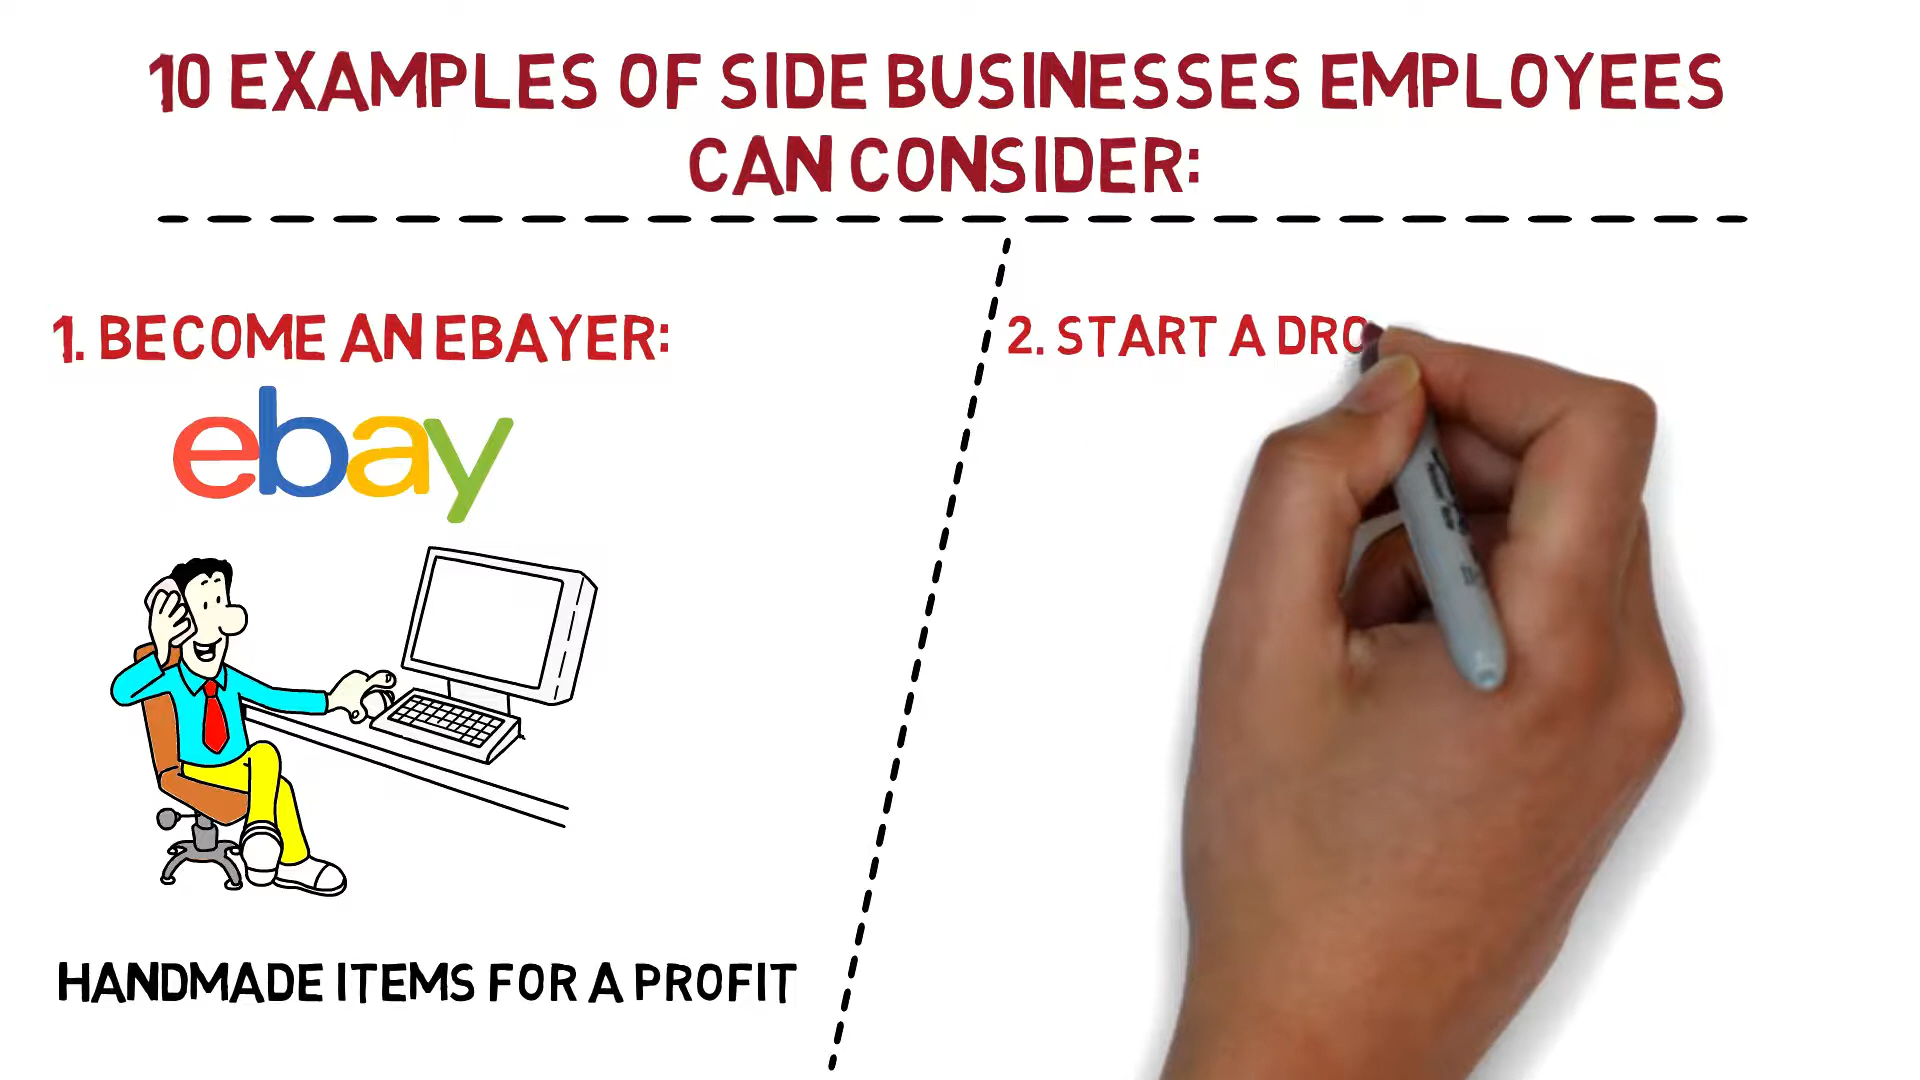 10 EXAMPLES OF SIDE BUSINESSES EMPLOYEES
CAN CONSIDER:
1. BECOME AN EBAYER:
ebay
HANDMADE ITEMS FOR A PROFIT
2. START A DRO